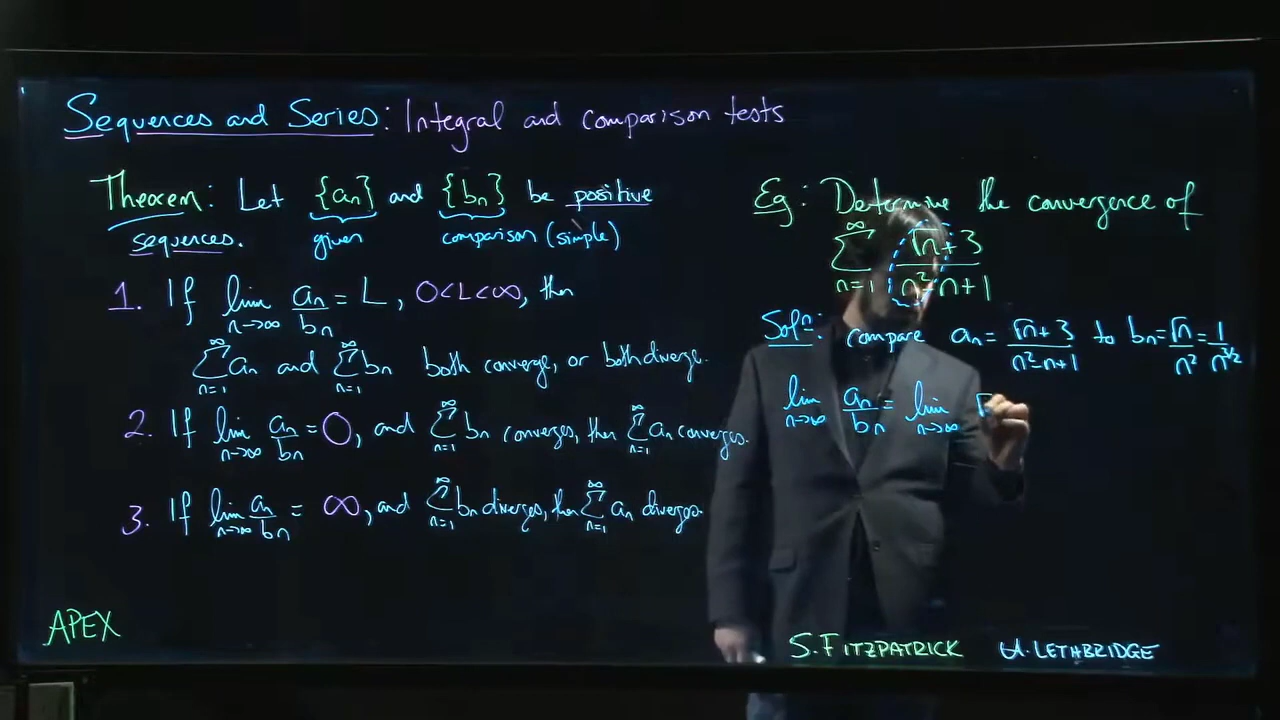 Sequences and Series: Integral and comparison tests
Theorem: Let {aₙ} and {bₙ} be positive
sequences. given comparison (simple)
1. If lim n→∞ aₙ/bₙ = L, 0<L<∞, then
∞ Σ n=1 aₙ and ∞ Σ n=1 bₙ both converge, or both diverge.
2. If lim n→∞ aₙ/bₙ = 0, and ∞ Σ n=1 bₙ converges, then ∞ Σ n=1 aₙ converges.
3. If lim n→∞ aₙ/bₙ = ∞, and ∞ Σ n=1 bₙ diverges, then ∞ Σ n=1 aₙ diverges.
APEX
Eg: Determine the convergence of
∞ Σ n=1 (√n+3)/(n²-n+1)
Solⁿ: compare aₙ = (√n+3)/(n²-n+1) to bₙ = √n/n² = 1/n^(3/2)
lim n→∞ aₙ/bₙ = lim n→∞
S. FITZPATRICK U. LETHBRIDGE